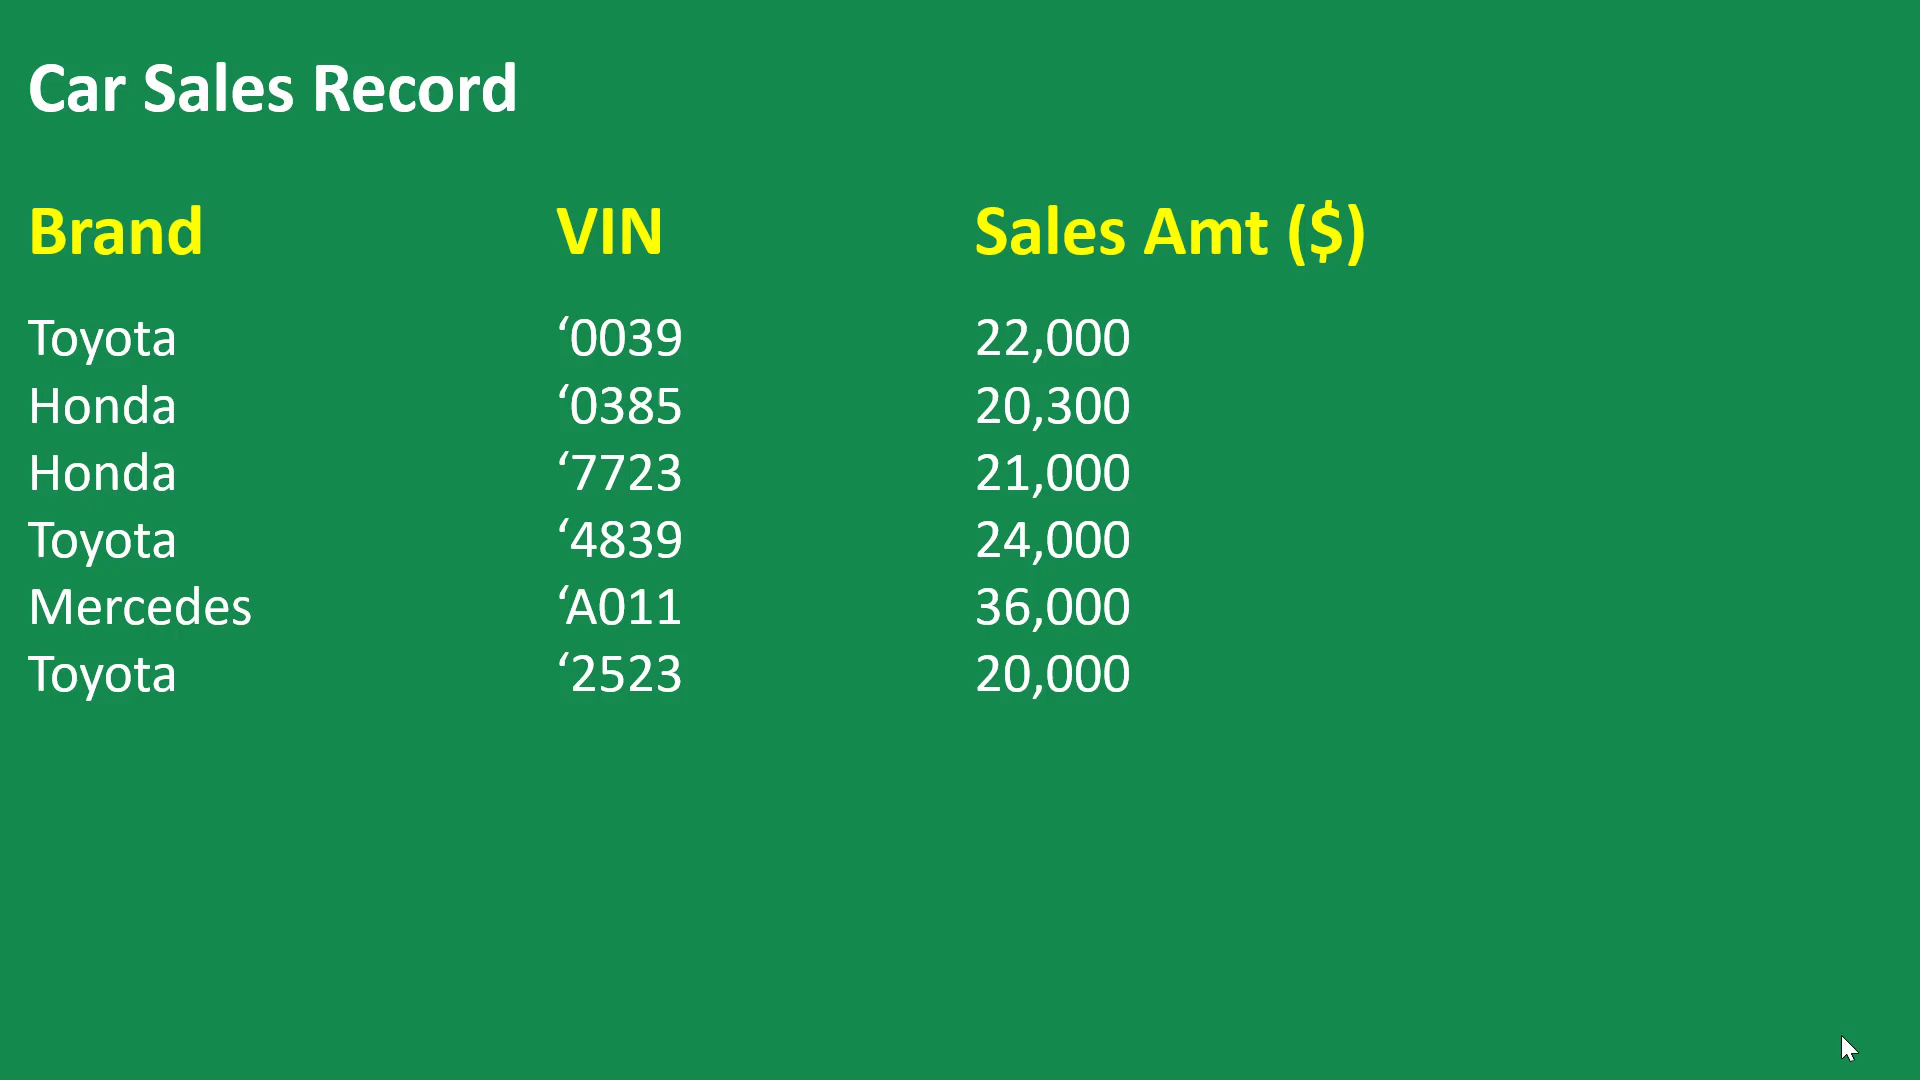 Car Sales Record
Brand VIN Sales Amt ($)
Toyota ‘0039 22,000
Honda ‘0385 20,300
Honda ‘7723 21,000
Toyota ‘4839 24,000
Mercedes ‘A011 36,000
Toyota ‘2523 20,000